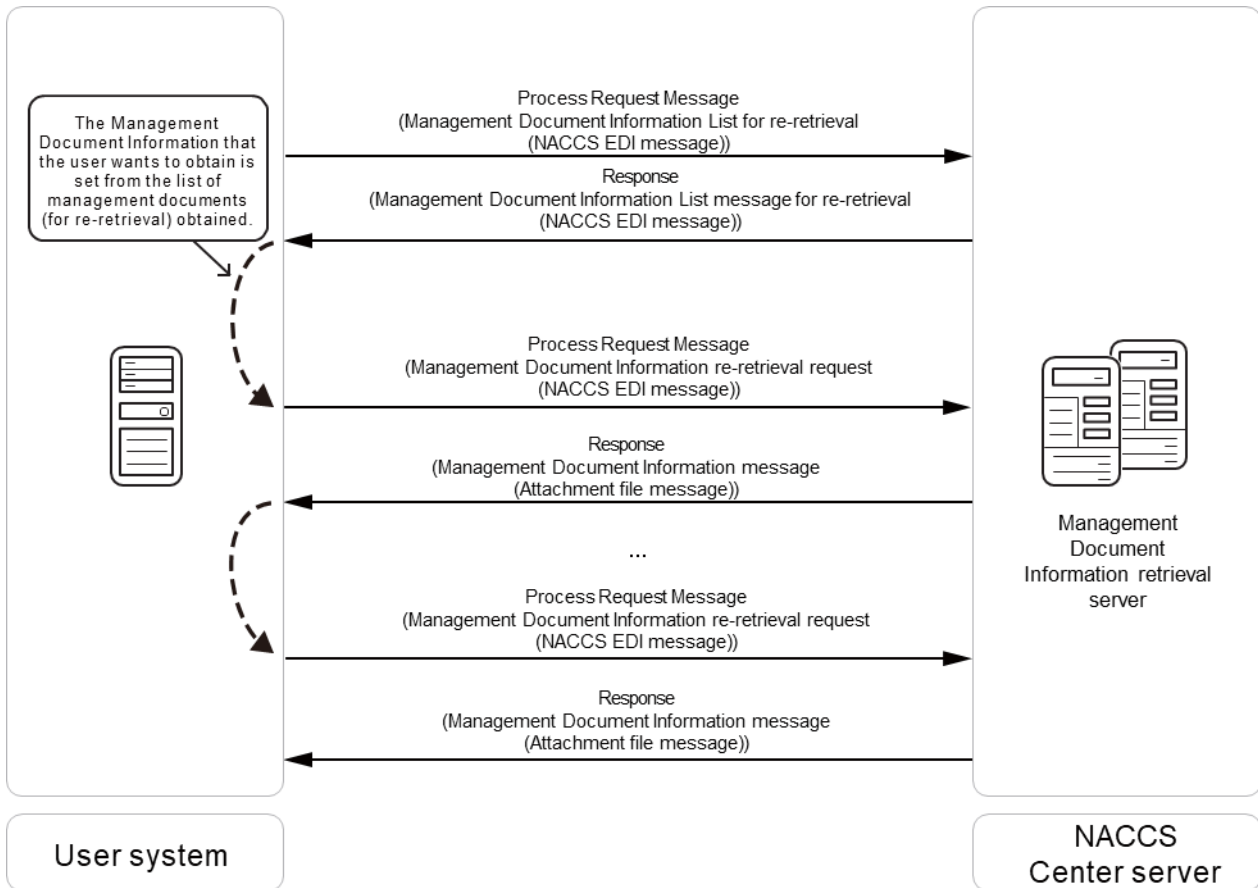 The Management
Document Information that
the user wants to obtain is
set from the list of
management documents
(for re-retrieval) obtained.
Process Request Message
(Management Document Information List for re-retrieval
(NACCS EDI message))
Response
(Management Document Information List message for re-retrieval
(NACCS EDI message))
Process Request Message
(Management Document Information re-retrieval request
(NACCS EDI message))
Response
(Management Document Information message
(Attachment file message))
...
Process Request Message
(Management Document Information re-retrieval request
(NACCS EDI message))
Response
(Management Document Information message
(Attachment file message))
Management
Document
Information retrieval
server
User system
NACCS
Center server